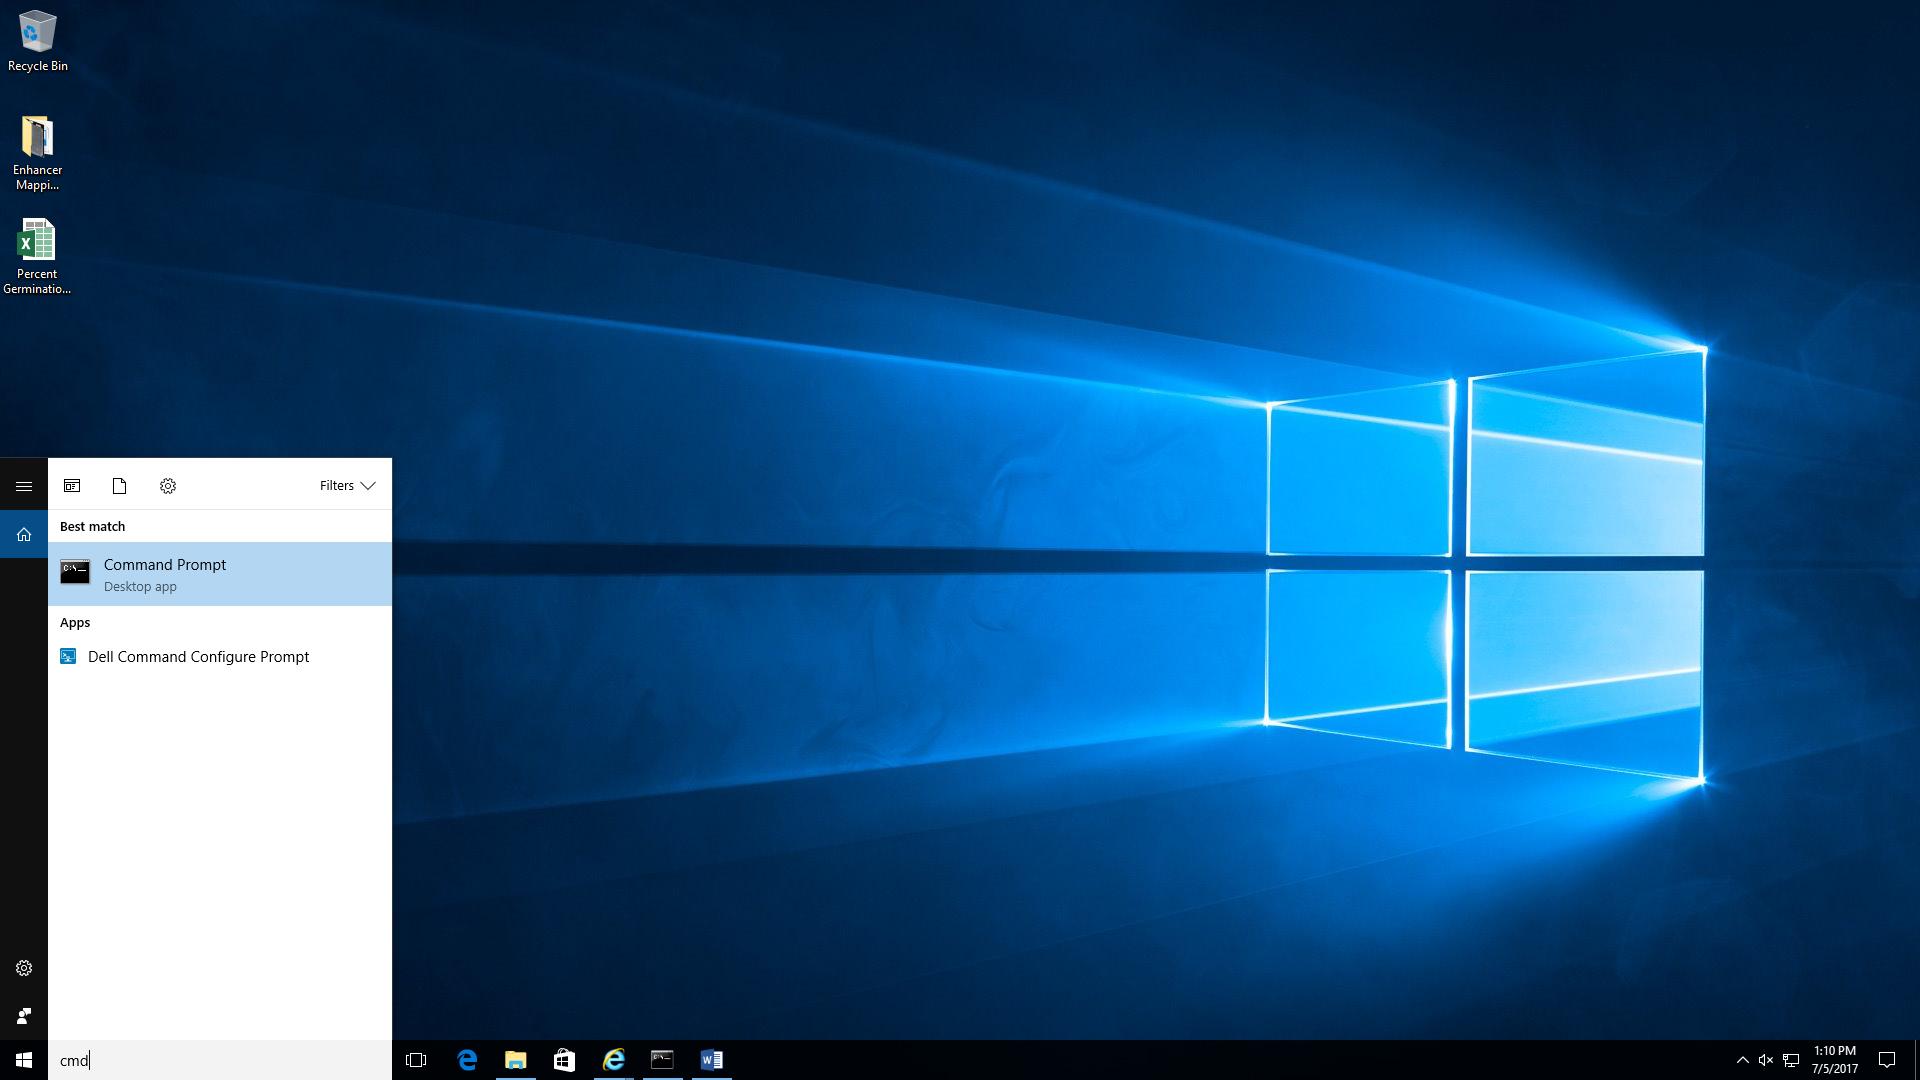 Recycle Bin
Enhancer
Mappi...
Percent
Germinatio...
Filters
Best match
Command Prompt
Desktop app
Apps
Dell Command Configure Prompt
cmd
1:10 PM
7/5/2017